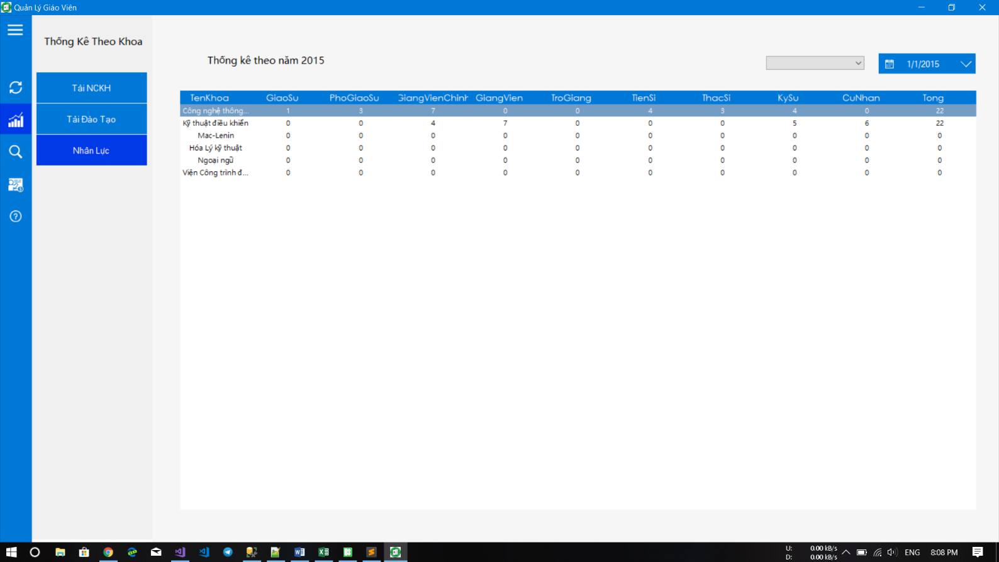 Quản Lý Giáo Viên
Thống Kê Theo Khoa
Tải NCKH
Tải Đào Tạo
Nhân Lực
Thống kê theo năm 2015
1/1/2015
TenKhoa GiaoSu PhoGiaoSu GiangVienChinh GiangVien TroGiang TienSi ThacSi KySu CuNhan Tong
Công nghệ thông... 1 3 7 0 0 4 3 4 0 22
Kỹ thuật điều khiển 0 0 4 7 0 0 0 5 6 22
Mac-Lenin 0 0 0 0 0 0 0 0 0 0
Hóa Lý kỹ thuật 0 0 0 0 0 0 0 0 0 0
Ngoại ngũ 0 0 0 0 0 0 0 0 0 0
Viện Công trình đ... 0 0 0 0 0 0 0 0 0 0
U: 0.00 kB/s
D: 0.00 kB/s
ENG 8:08 PM